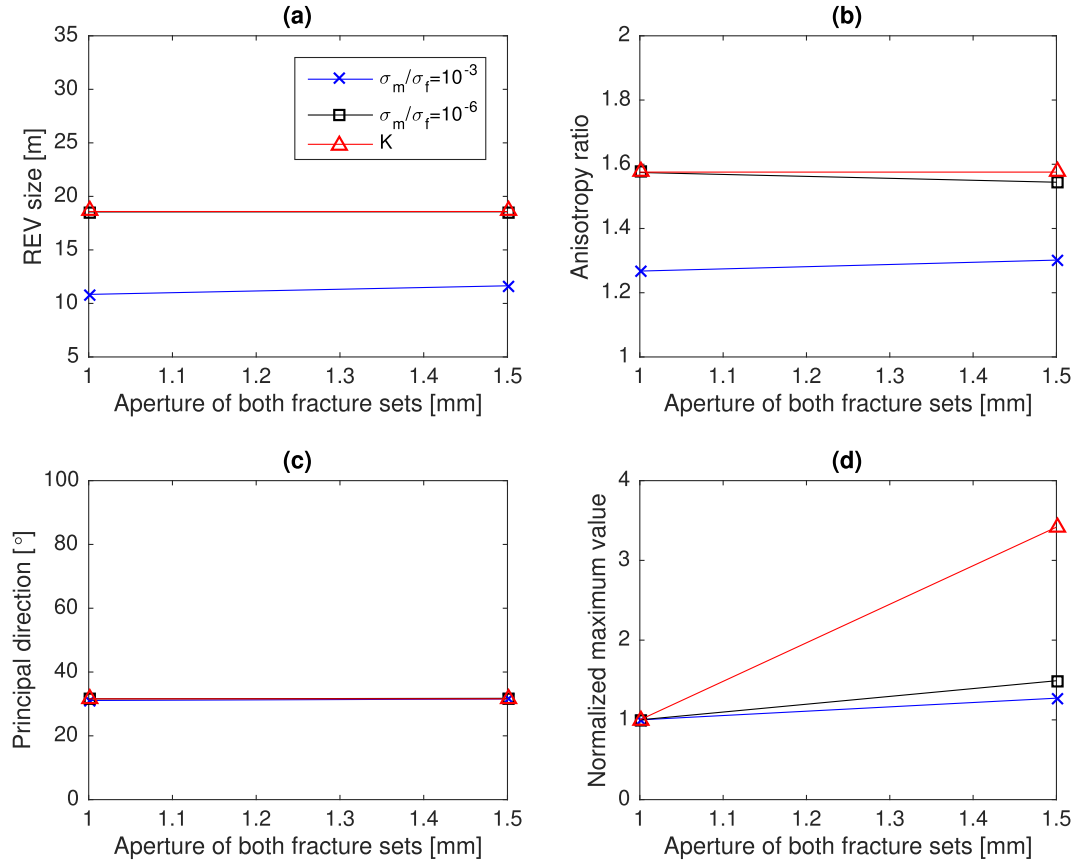 (a)
35
30
25
20
15
10
5
REV size [m]
σm/σf=10-3
σm/σf=10-6
K
1 1.1 1.2 1.3 1.4 1.5
Aperture of both fracture sets [mm]
(b)
2
1.8
1.6
1.4
1.2
1
Anisotropy ratio
1 1.1 1.2 1.3 1.4 1.5
Aperture of both fracture sets [mm]
(c)
100
80
60
40
20
0
Principal direction [°]
1 1.1 1.2 1.3 1.4 1.5
Aperture of both fracture sets [mm]
(d)
4
3
2
1
0
Normalized maximum value
1 1.1 1.2 1.3 1.4 1.5
Aperture of both fracture sets [mm]